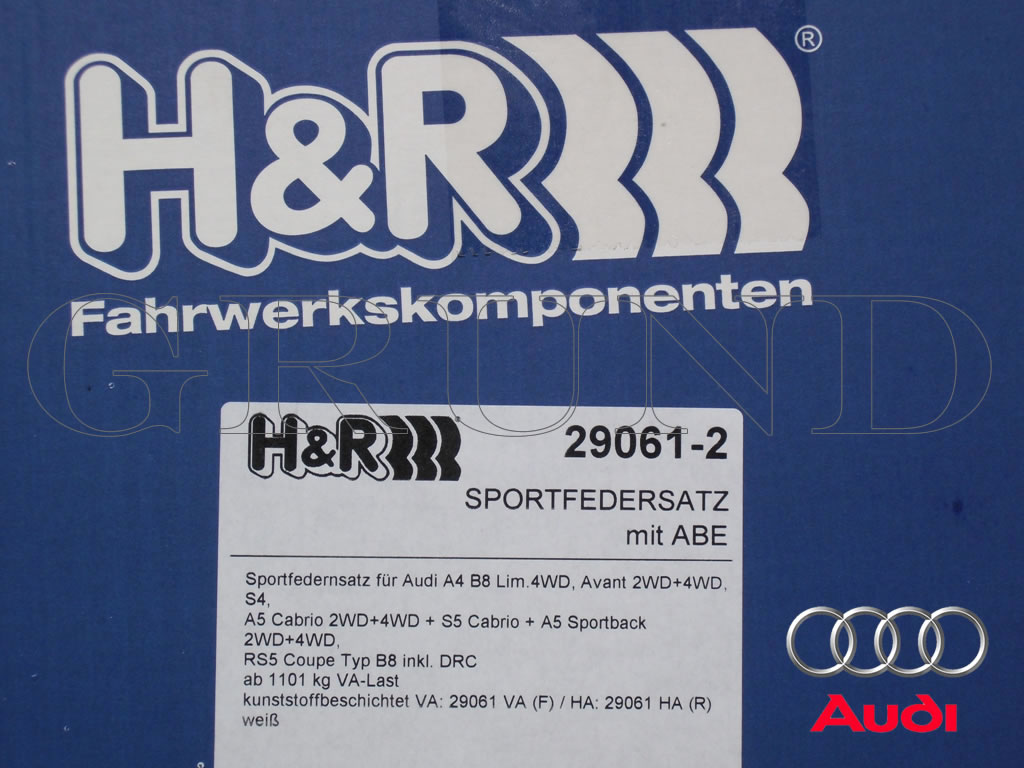 H&R ®
Fahrwerkskomponenten
GRUND
H&R® 29061-2
SPORTFEDERSATZ
mit ABE
Sportfedernsatz für Audi A4 B8 Lim.4WD, Avant 2WD+4WD,
S4,
A5 Cabrio 2WD+4WD + S5 Cabrio + A5 Sportback
2WD+4WD,
RS5 Coupe Typ B8 inkl. DRC
ab 1101 kg VA-Last
kunststoffbeschichtet VA: 29061 VA (F) / HA: 29061 HA (R)
weiß
Audi